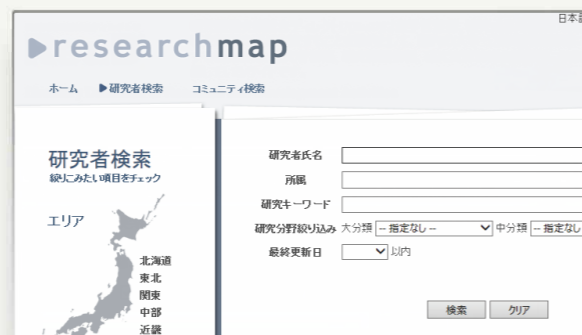 日本
researchmap
ホーム ▶研究者検索 コミュニティ検索
研究者検索
絞りこみたい項目をチェック
エリア
北海道
東北
関東
中部
近畿
研究者氏名
所属
研究キーワード
研究分野絞り込み 大分類 -- 指定なし -- 中分類 -- 指定なし
最終更新日 以内
検索 クリア